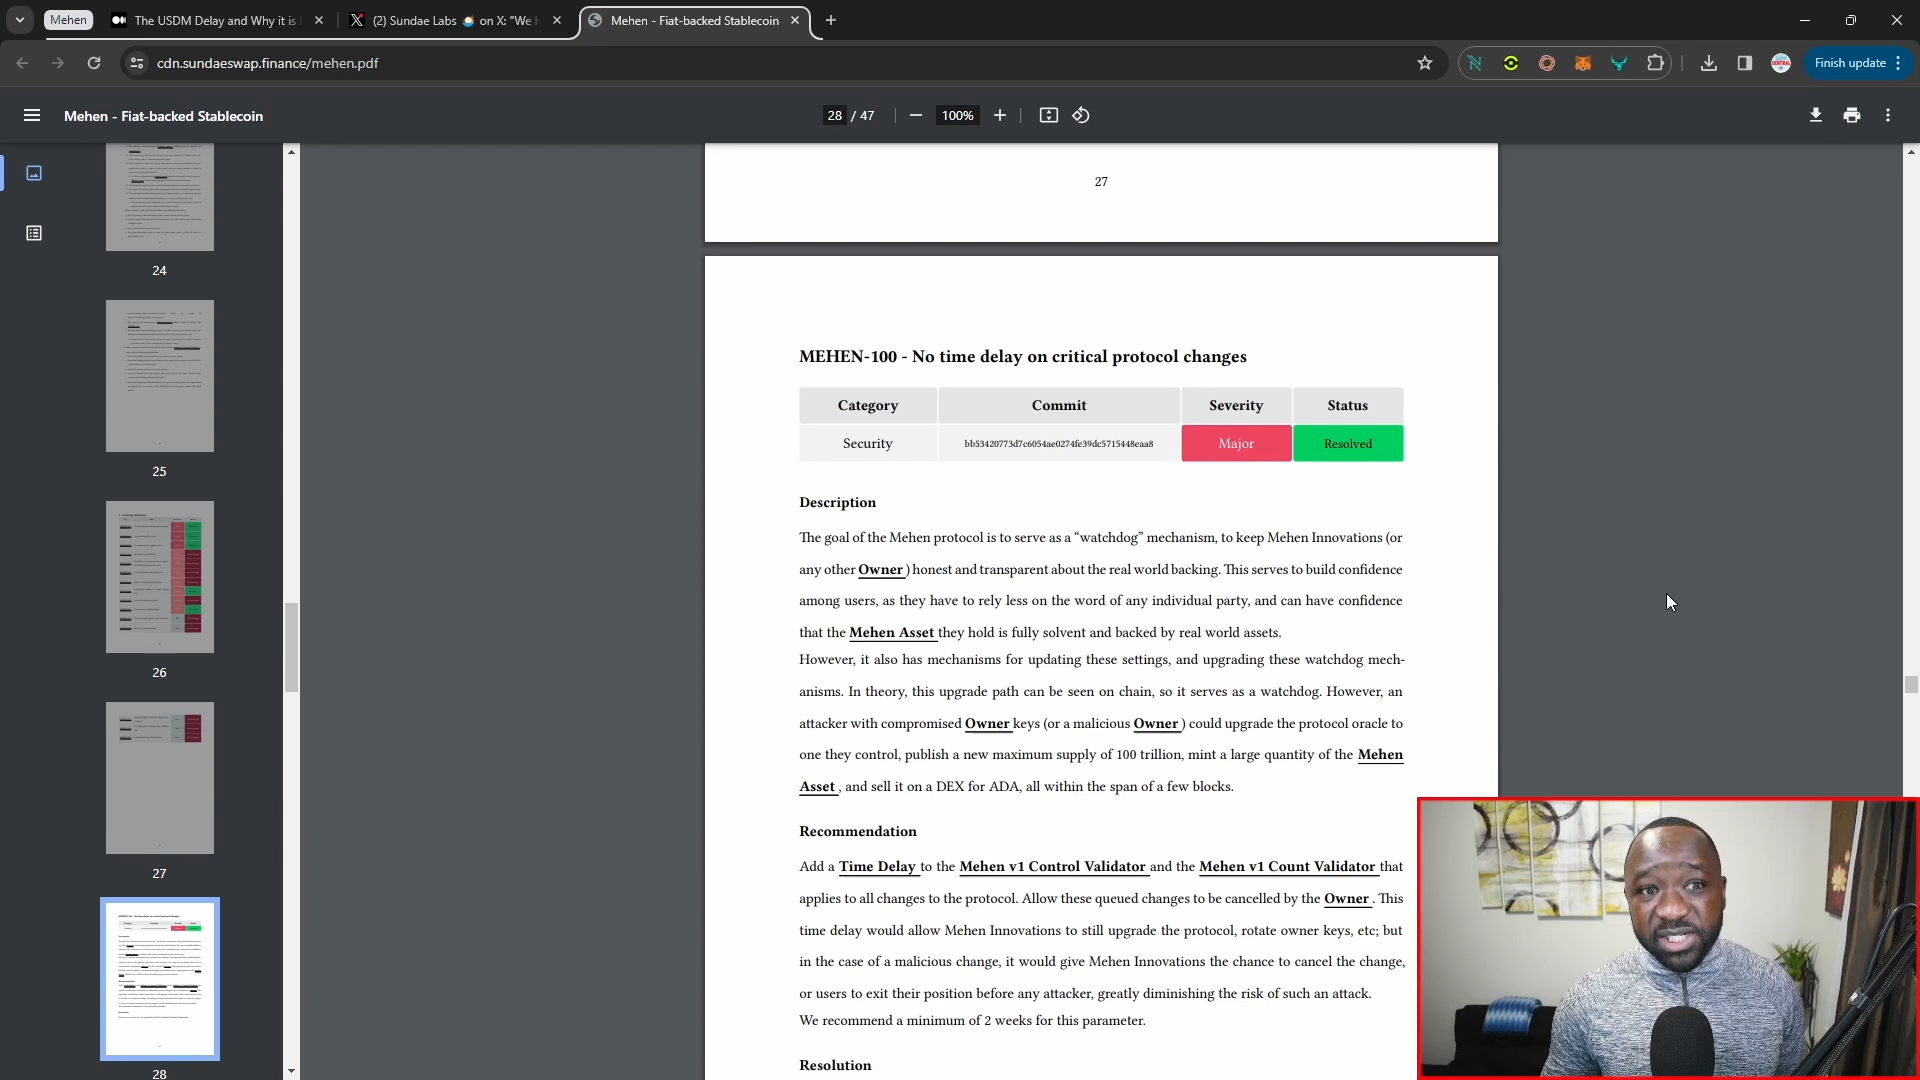 Mehen
The USDM Delay and Why it is
(2) Sundae Labs 🍨 on X: "We h
Mehen - Fiat-backed Stablecoin
cdn.sundaeswap.finance/mehen.pdf
Finish update
Mehen - Fiat-backed Stablecoin
28 / 47
100%
24
25
26
27
28
27
MEHEN-100 - No time delay on critical protocol changes
Category Commit Severity Status
Security bb53420773d7c6054ae0274fe39dc5715448eaa8 Major Resolved
Description
The goal of the Mehen protocol is to serve as a “watchdog” mechanism, to keep Mehen Innovations (or
any other Owner ) honest and transparent about the real world backing. This serves to build confidence
among users, as they have to rely less on the word of any individual party, and can have confidence
that the Mehen Asset they hold is fully solvent and backed by real world assets.
However, it also has mechanisms for updating these settings, and upgrading these watchdog mech-
anisms. In theory, this upgrade path can be seen on chain, so it serves as a watchdog. However, an
attacker with compromised Owner keys (or a malicious Owner ) could upgrade the protocol oracle to
one they control, publish a new maximum supply of 100 trillion, mint a large quantity of the Mehen
Asset , and sell it on a DEX for ADA, all within the span of a few blocks.
Recommendation
Add a Time Delay to the Mehen v1 Control Validator and the Mehen v1 Count Validator that
applies to all changes to the protocol. Allow these queued changes to be cancelled by the Owner . This
time delay would allow Mehen Innovations to still upgrade the protocol, rotate owner keys, etc; but
in the case of a malicious change, it would give Mehen Innovations the chance to cancel the change,
or users to exit their position before any attacker, greatly diminishing the risk of such an attack.
We recommend a minimum of 2 weeks for this parameter.
Resolution